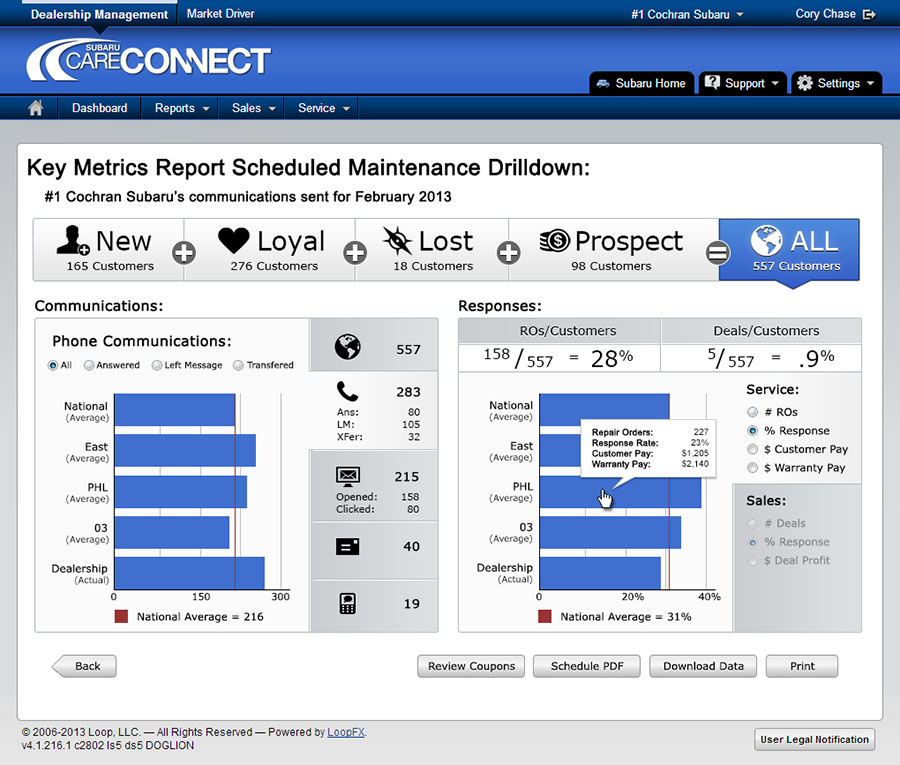 Dealership Management
Market Driver
#1 Cochran Subaru
Cory Chase
SUBARU
CARECONNECT
Subaru Home
Support
Settings
Dashboard
Reports
Sales
Service
Key Metrics Report Scheduled Maintenance Drilldown:
#1 Cochran Subaru's communications sent for February 2013
New
165 Customers
Loyal
276 Customers
Lost
18 Customers
Prospect
98 Customers
ALL
557 Customers
Communications:
Phone Communications:
All Answered Left Message Transfered
National
(Average)
East
(Average)
PHL
(Average)
03
(Average)
Dealership
(Actual)
0 150 300
National Average = 216
557
283
Ans: 80
LM: 105
XFer: 32
215
Opened: 158
Clicked: 80
40
19
Responses:
ROs/Customers
Deals/Customers
158/557 = 28%
5/557 = .9%
National
(Average)
East
(Average)
PHL
(Average)
03
(Average)
Dealership
(Actual)
Repair Orders: 227
Response Rate: 23%
Customer Pay: $1,205
Warranty Pay: $2,140
0 20% 40%
National Average = 31%
Service:
# ROs
% Response
$ Customer Pay
$ Warranty Pay
Sales:
# Deals
% Response
$ Deal Profit
Back
Review Coupons
Schedule PDF
Download Data
Print
© 2006-2013 Loop, LLC. — All Rights Reserved — Powered by LoopFX.
v4.1.216.1 c2802 ls5 ds5 DOGLION
User Legal Notification